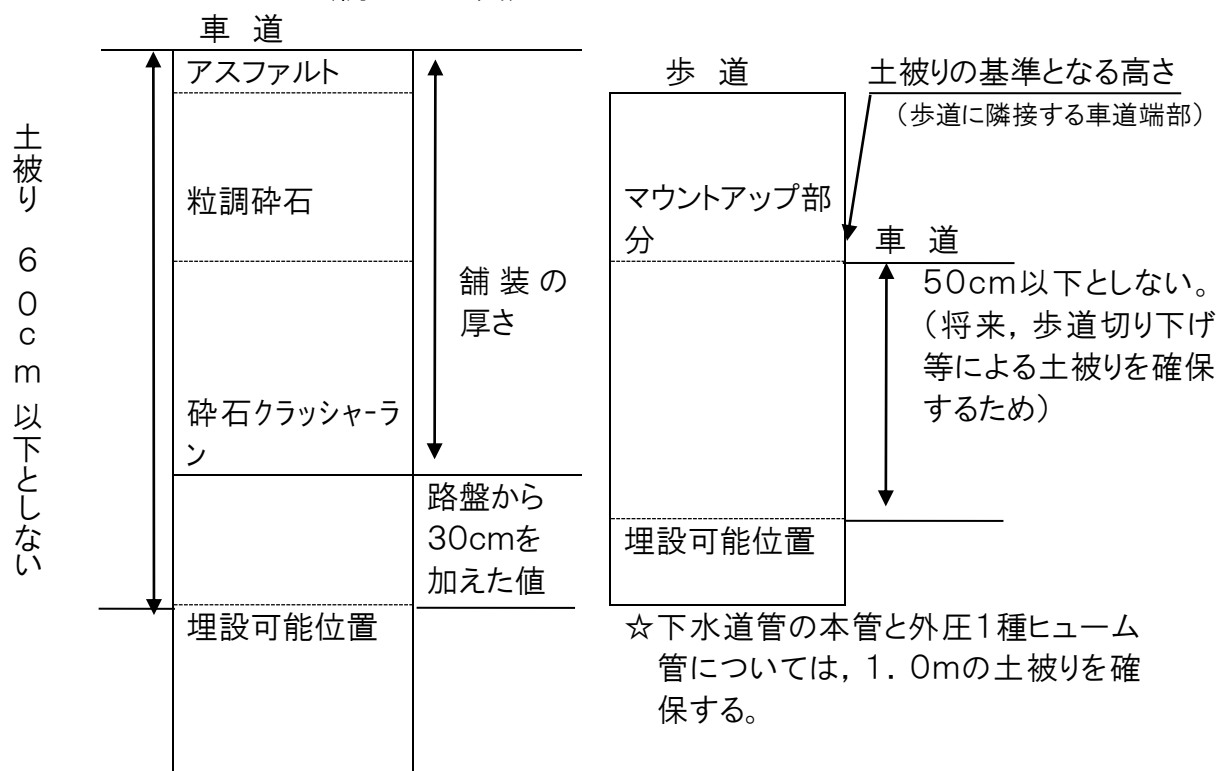 車 道
アスファルト
粒調砕石
砕石クラッシャーラ
ン
土被り 60cm以下としない
舗装の
厚さ
路盤から
30cmを
加えた値
埋設可能位置
歩 道
土被りの基準となる高さ
（歩道に隣接する車道端部）
マウントアップ部
分
車 道
50cm以下としない。
（将来，歩道切り下げ
等による土被りを確保
するため）
埋設可能位置
☆下水道管の本管と外圧1種ヒューム
管については，1．0mの土被りを確
保する。